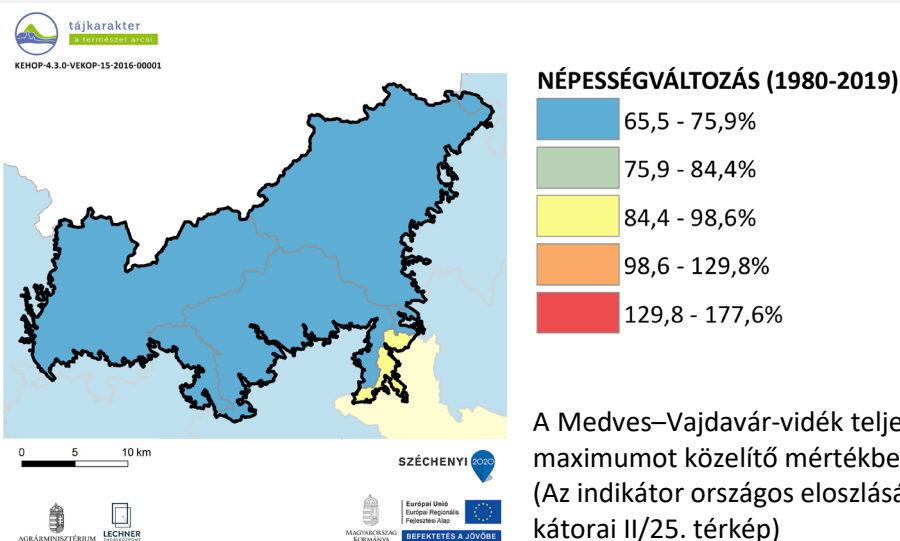 tájkarakter
a természet arcai
KEHOP-4.3.0-VEKOP-15-2016-00001
NÉPESSÉGVÁLTOZÁS (1980-2019)
65,5 - 75,9%
75,9 - 84,4%
84,4 - 98,6%
98,6 - 129,8%
129,8 - 177,6%
0 5 10 km
SZÉCHENYI 2020
AGRÁRMINISZTÉRIUM
LECHNER
TUDÁSKÖZPONT
MAGYARORSZÁG
KORMÁNYA
Európai Unió
Európai Regionális
Fejlesztési Alap
BEFEKTETÉS A JÖVŐBE
A Medves–Vajdavár-vidék telje
maximumot közelítő mértékbe
(Az indikátor országos eloszlásá
kátorai II/25. térkép)